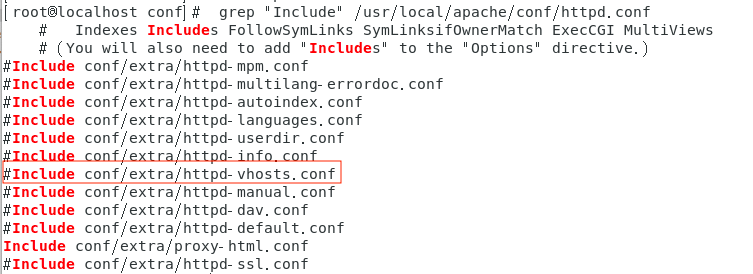 [root@localhost conf]# grep "Include" /usr/local/apache/conf/httpd.conf
# Indexes Includes FollowSymLinks SymLinksifOwnerMatch ExecCGI MultiViews
# (You will also need to add "Includes" to the "Options" directive.)
#Include conf/extra/httpd-mpm.conf
#Include conf/extra/httpd-multilang-errordoc.conf
#Include conf/extra/httpd-autoindex.conf
#Include conf/extra/httpd-languages.conf
#Include conf/extra/httpd-userdir.conf
#Include conf/extra/httpd-info.conf
#Include conf/extra/httpd-vhosts.conf
#Include conf/extra/httpd-manual.conf
#Include conf/extra/httpd-dav.conf
#Include conf/extra/httpd-default.conf
Include conf/extra/proxy-html.conf
#Include conf/extra/httpd-ssl.conf